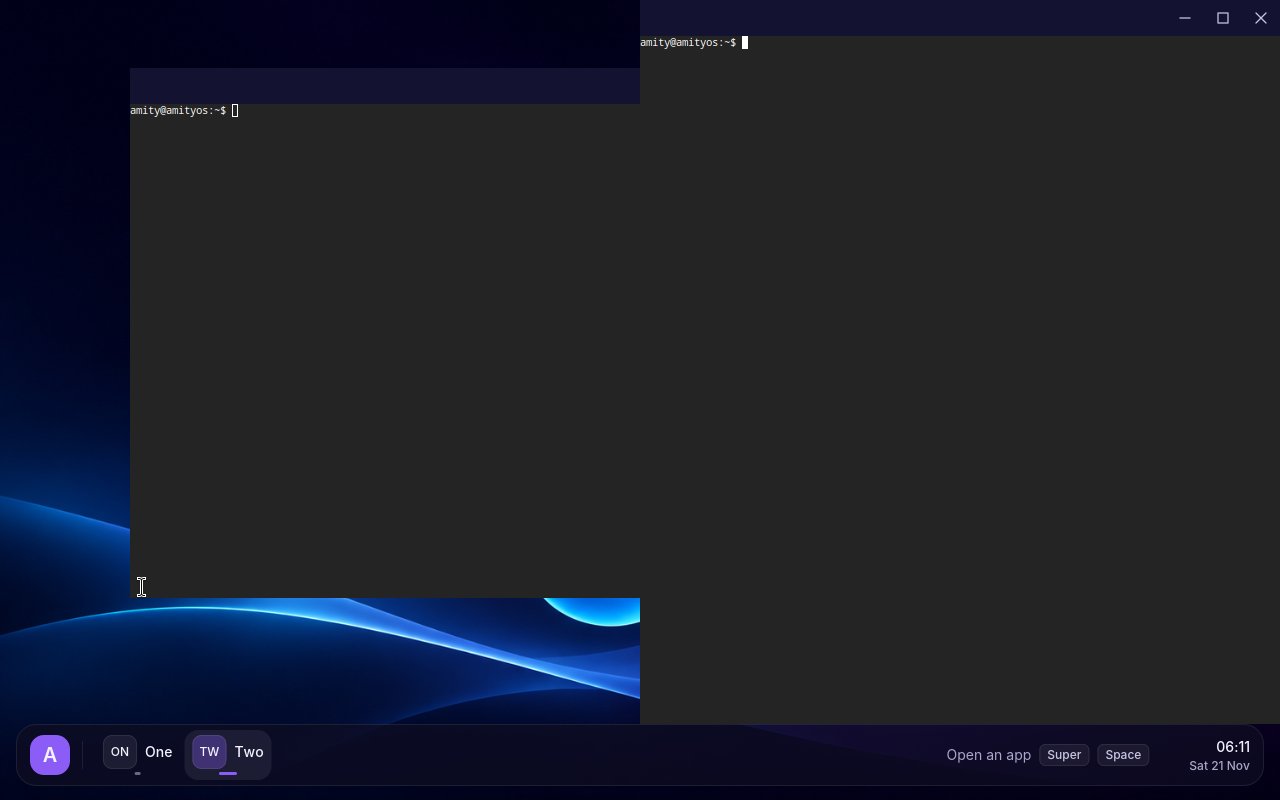 amity@amityos:~$
amity@amityos:~$
A
ON One
TW Two
Open an app Super Space
06:11
Sat 21 Nov